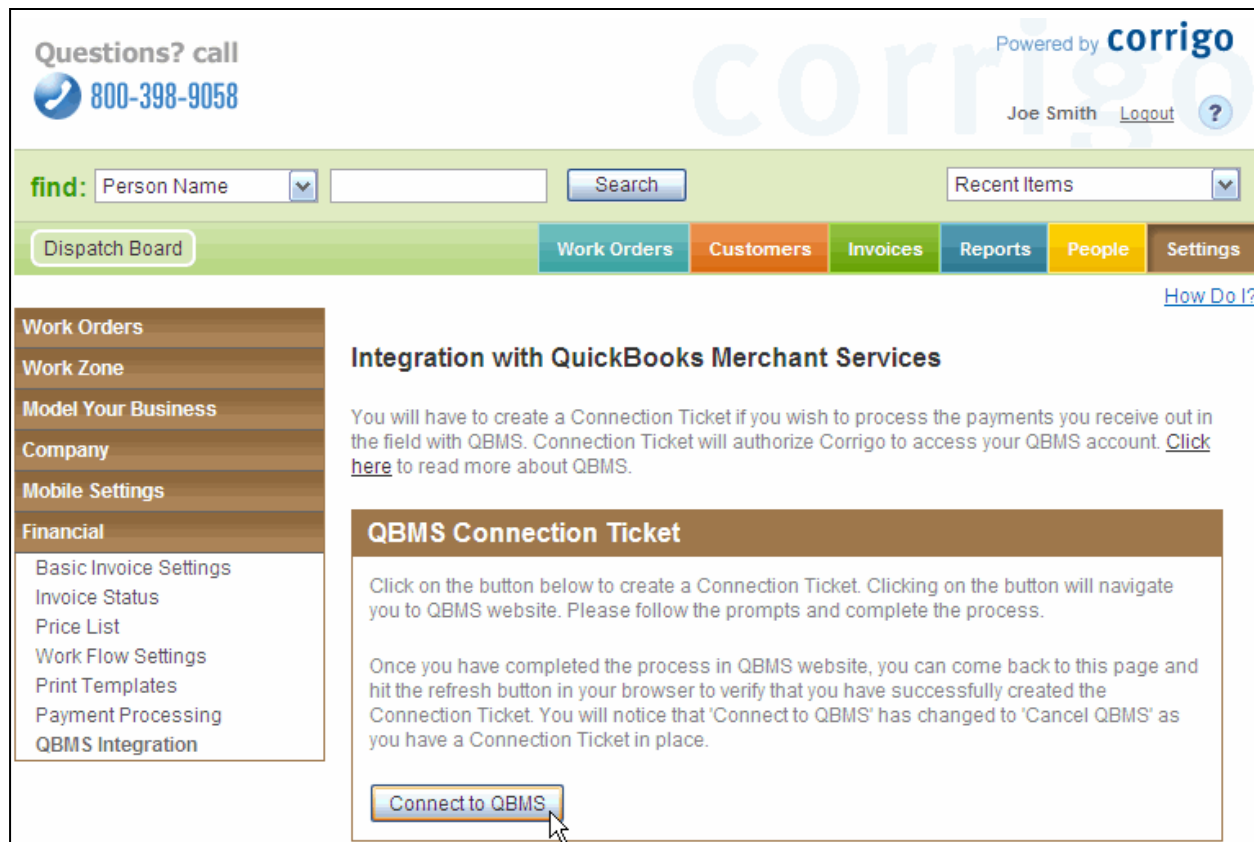 Questions? call
800-398-9058
corrigo
Powered by corrigo
Joe Smith Logout ?
find: Person Name Search Recent Items
Dispatch Board Work Orders Customers Invoices Reports People Settings
How Do I?
Work Orders
Work Zone
Model Your Business
Company
Mobile Settings
Financial
Basic Invoice Settings
Invoice Status
Price List
Work Flow Settings
Print Templates
Payment Processing
QBMS Integration
Integration with QuickBooks Merchant Services
You will have to create a Connection Ticket if you wish to process the payments you receive out in
the field with QBMS. Connection Ticket will authorize Corrigo to access your QBMS account. Click
here to read more about QBMS.
QBMS Connection Ticket
Click on the button below to create a Connection Ticket. Clicking on the button will navigate
you to QBMS website. Please follow the prompts and complete the process.
Once you have completed the process in QBMS website, you can come back to this page and
hit the refresh button in your browser to verify that you have successfully created the
Connection Ticket. You will notice that 'Connect to QBMS' has changed to 'Cancel QBMS' as
you have a Connection Ticket in place.
Connect to QBMS